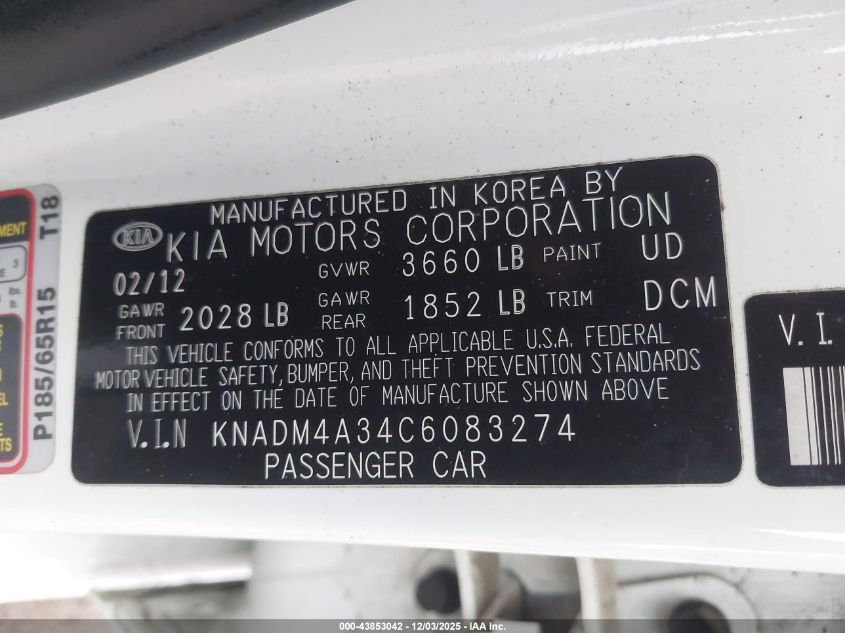 MANUFACTURED IN KOREA BY
KIA KIA MOTORS CORPORATION
02/12 GVWR 3660 LB PAINT UD
GAWR FRONT 2028 LB GAWR REAR 1852 LB TRIM DCM
THIS VEHICLE CONFORMS TO ALL APPLICABLE U.S.A. FEDERAL
MOTOR VEHICLE SAFETY, BUMPER, AND THEFT PREVENTION STANDARDS
IN EFFECT ON THE DATE OF MANUFACTURE SHOWN ABOVE
V.I.N KNADM4A34C6083274
PASSENGER CAR
P185/65R15 T18
3
lbs.
V. I.
000-43853042 - 12/03/2025 - IAA Inc.